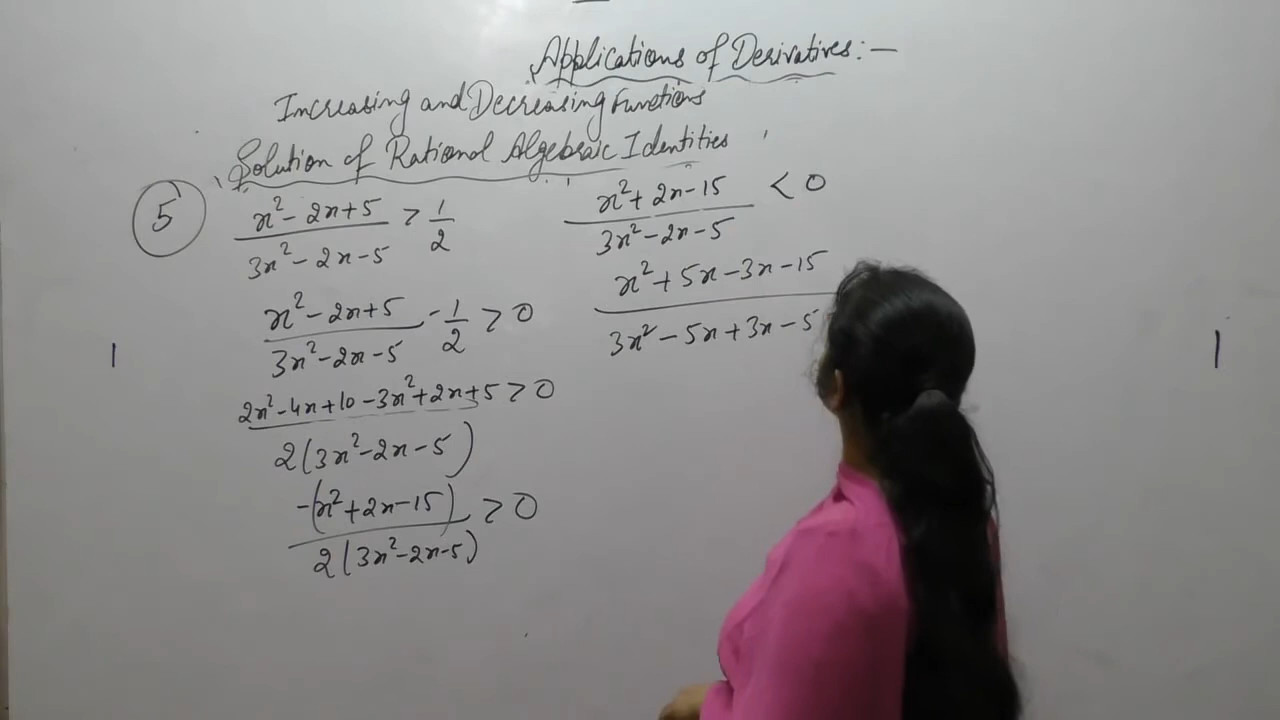 Applications of Derivatives:-
Increasing and Decreasing Functions
Solution of Rational Algebraic Identities
5
(x² - 2x + 5)/(3x² - 2x - 5) > 1/2
(x² - 2x + 5)/(3x² - 2x - 5) - 1/2 > 0
(2x² - 4x + 10 - 3x² + 2x + 5)/(2(3x² - 2x - 5)) > 0
(-(x² + 2x - 15))/(2(3x² - 2x - 5)) > 0
(x² + 2x - 15)/(3x² - 2x - 5) < 0
(x² + 5x - 3x - 15)/(3x² - 5x + 3x - 5)